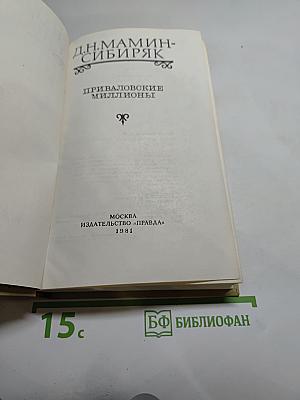 Д.Н.МАМИН-
СИБИРЯК
ПРИВАЛОВСКИЕ
МИЛЛИОНЫ
МОСКВА
ИЗДАТЕЛЬСТВО «ПРАВДА»
1981
15с
БФ БИБЛИОФАН